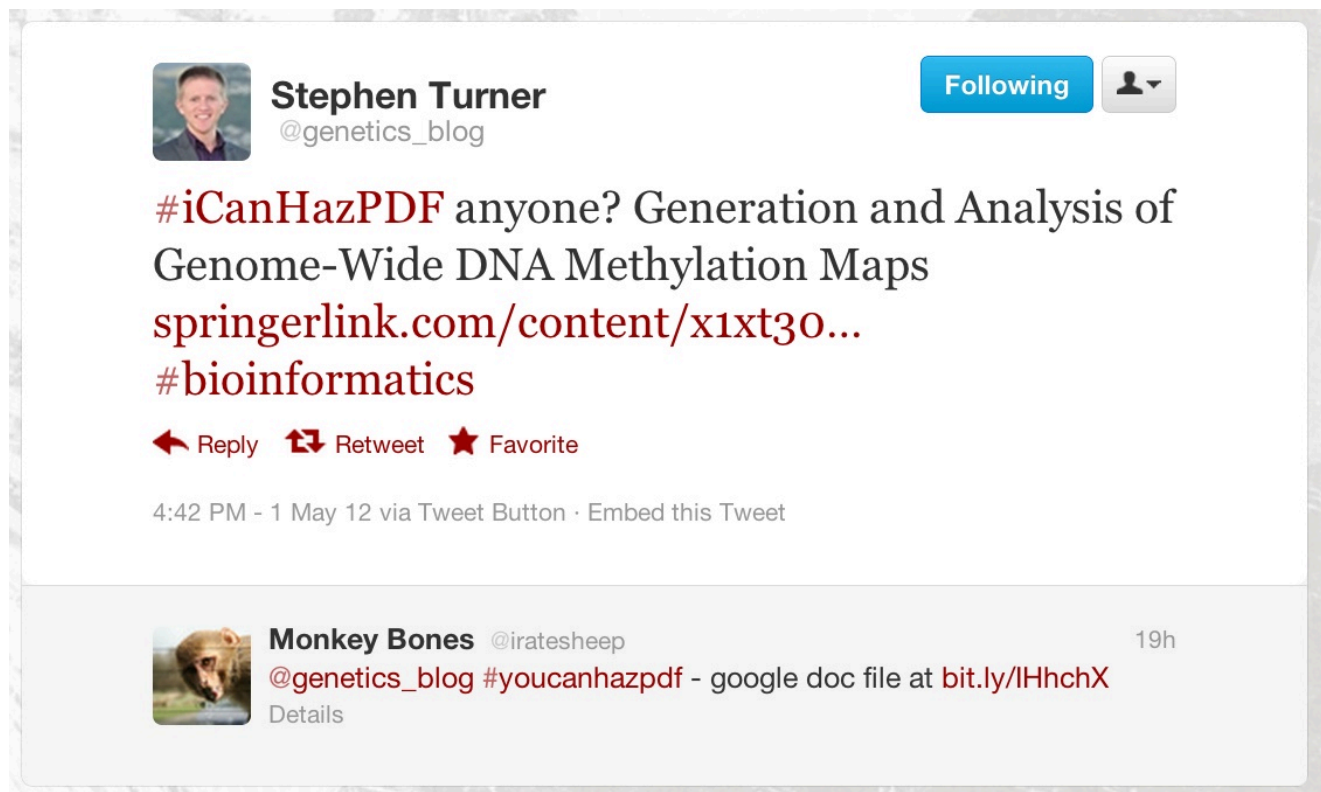 Stephen Turner
@genetics_blog
Following
#iCanHazPDF anyone? Generation and Analysis of
Genome-Wide DNA Methylation Maps
springerlink.com/content/x1xt30...
#bioinformatics
Reply Retweet Favorite
4:42 PM - 1 May 12 via Tweet Button · Embed this Tweet
Monkey Bones @iratesheep 19h
@genetics_blog #youcanhazpdf - google doc file at bit.ly/IHhchX
Details